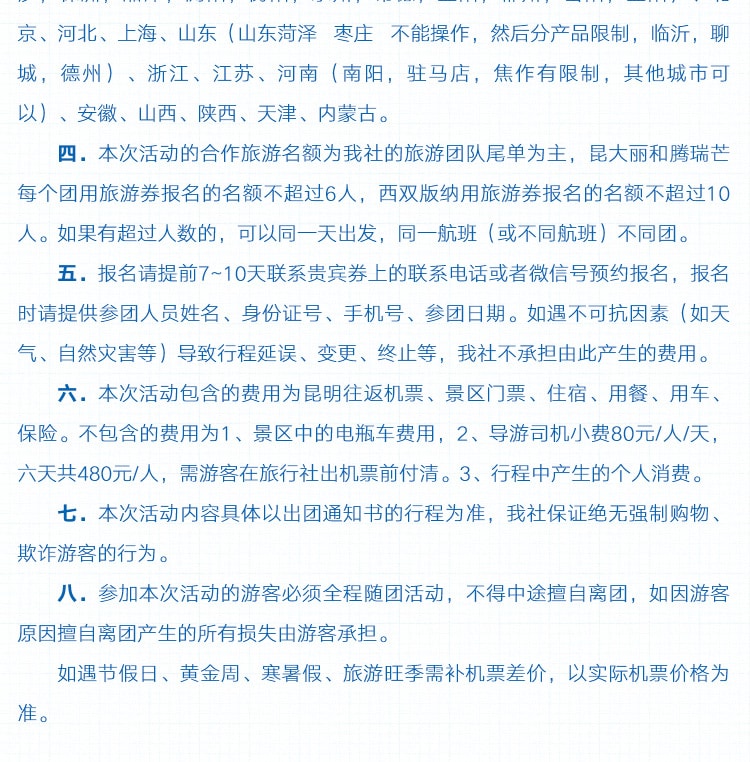 京、河北、上海、山东（山东菏泽 枣庄 不能操作，然后分产品限制，临沂，聊
城，德州）、浙江、江苏、河南（南阳，驻马店，焦作有限制，其他城市可
以）、安徽、山西、陕西、天津、内蒙古。
四．本次活动的合作旅游名额为我社的旅游团队尾单为主，昆大丽和腾瑞芒
每个团用旅游券报名的名额不超过6人，西双版纳用旅游券报名的名额不超过10
人。如果有超过人数的，可以同一天出发，同一航班（或不同航班）不同团。
五．报名请提前7~10天联系贵宾券上的联系电话或者微信号预约报名，报名
时请提供参团人员姓名、身份证号、手机号、参团日期。如遇不可抗因素（如天
气、自然灾害等）导致行程延误、变更、终止等，我社不承担由此产生的费用。
六．本次活动包含的费用为昆明往返机票、景区门票、住宿、用餐、用车、
保险。不包含的费用为1、景区中的电瓶车费用，2、导游司机小费80元/人/天，
六天共480元/人，需游客在旅行社出机票前付清。3、行程中产生的个人消费。
七．本次活动内容具体以出团通知书的行程为准，我社保证绝无强制购物、
欺诈游客的行为。
八．参加本次活动的游客必须全程随团活动，不得中途擅自离团，如因游客
原因擅自离团产生的所有损失由游客承担。
如遇节假日、黄金周、寒暑假、旅游旺季需补机票差价，以实际机票价格为
准。